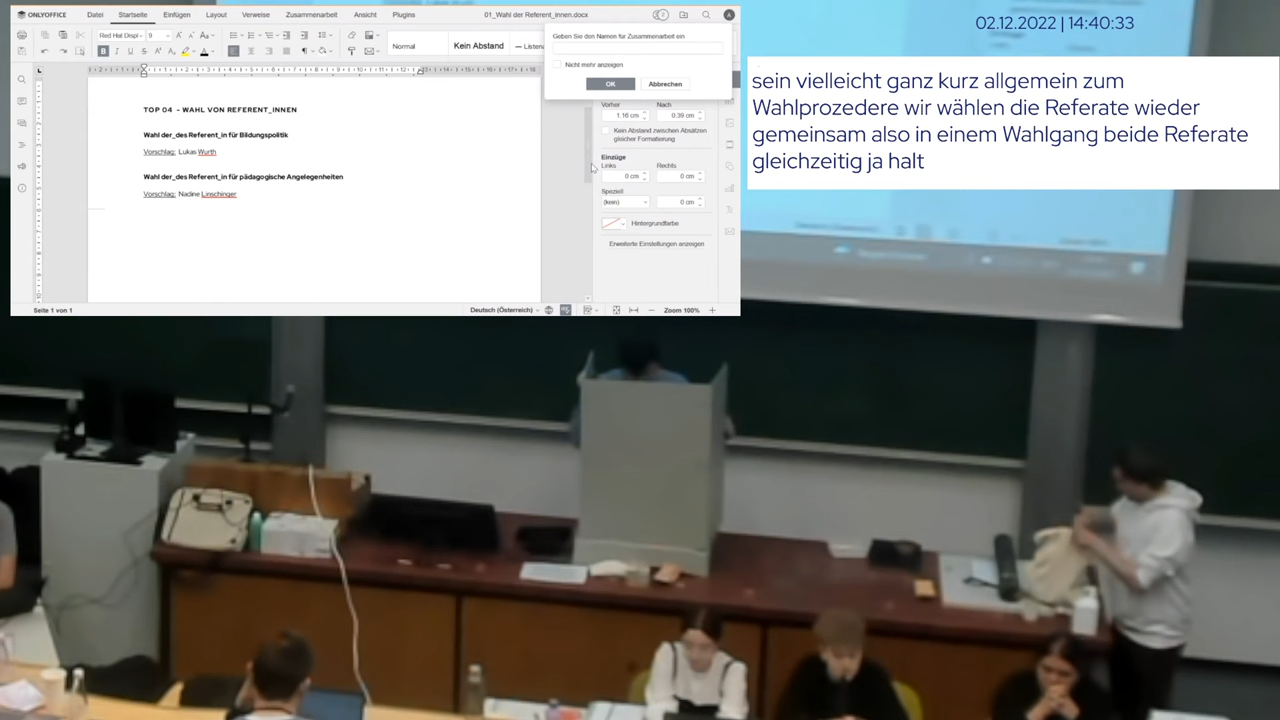 ONLYOFFICE Datei Startseite Einfügen Layout Verweise Zusammenarbeit Ansicht Plugins 01_Wahl der Referent_innen.docx
Red Hat Displ 9 Normal Kein Abstand
Geben Sie den Namen für Zusammenarbeit ein
Nicht mehr anzeigen
OK Abbrechen
TOP 04 - WAHL VON REFERENT_INNEN
Wahl der_des Referent_in für Bildungspolitik
Vorschlag: Lukas Wurth
Wahl der_des Referent_in für pädagogische Angelegenheiten
Vorschlag: Nadine Linschinger
Vorher Nach
1.16 cm 0.39 cm
Kein Abstand zwischen Absätzen
gleicher Formatierung
Einzüge
Links Rechts
0 cm 0 cm
Speziell
(kein) 0 cm
Hintergrundfarbe
Erweiterte Einstellungen anzeigen
Seite 1 von 1 Deutsch (Österreich) Zoom 100%
02.12.2022 | 14:40:33
sein vielleicht ganz kurz allgemein zum
Wahlprozedere wir wählen die Referate wieder
gemeinsam also in einem Wahlgang beide Referate
gleichzeitig ja halt